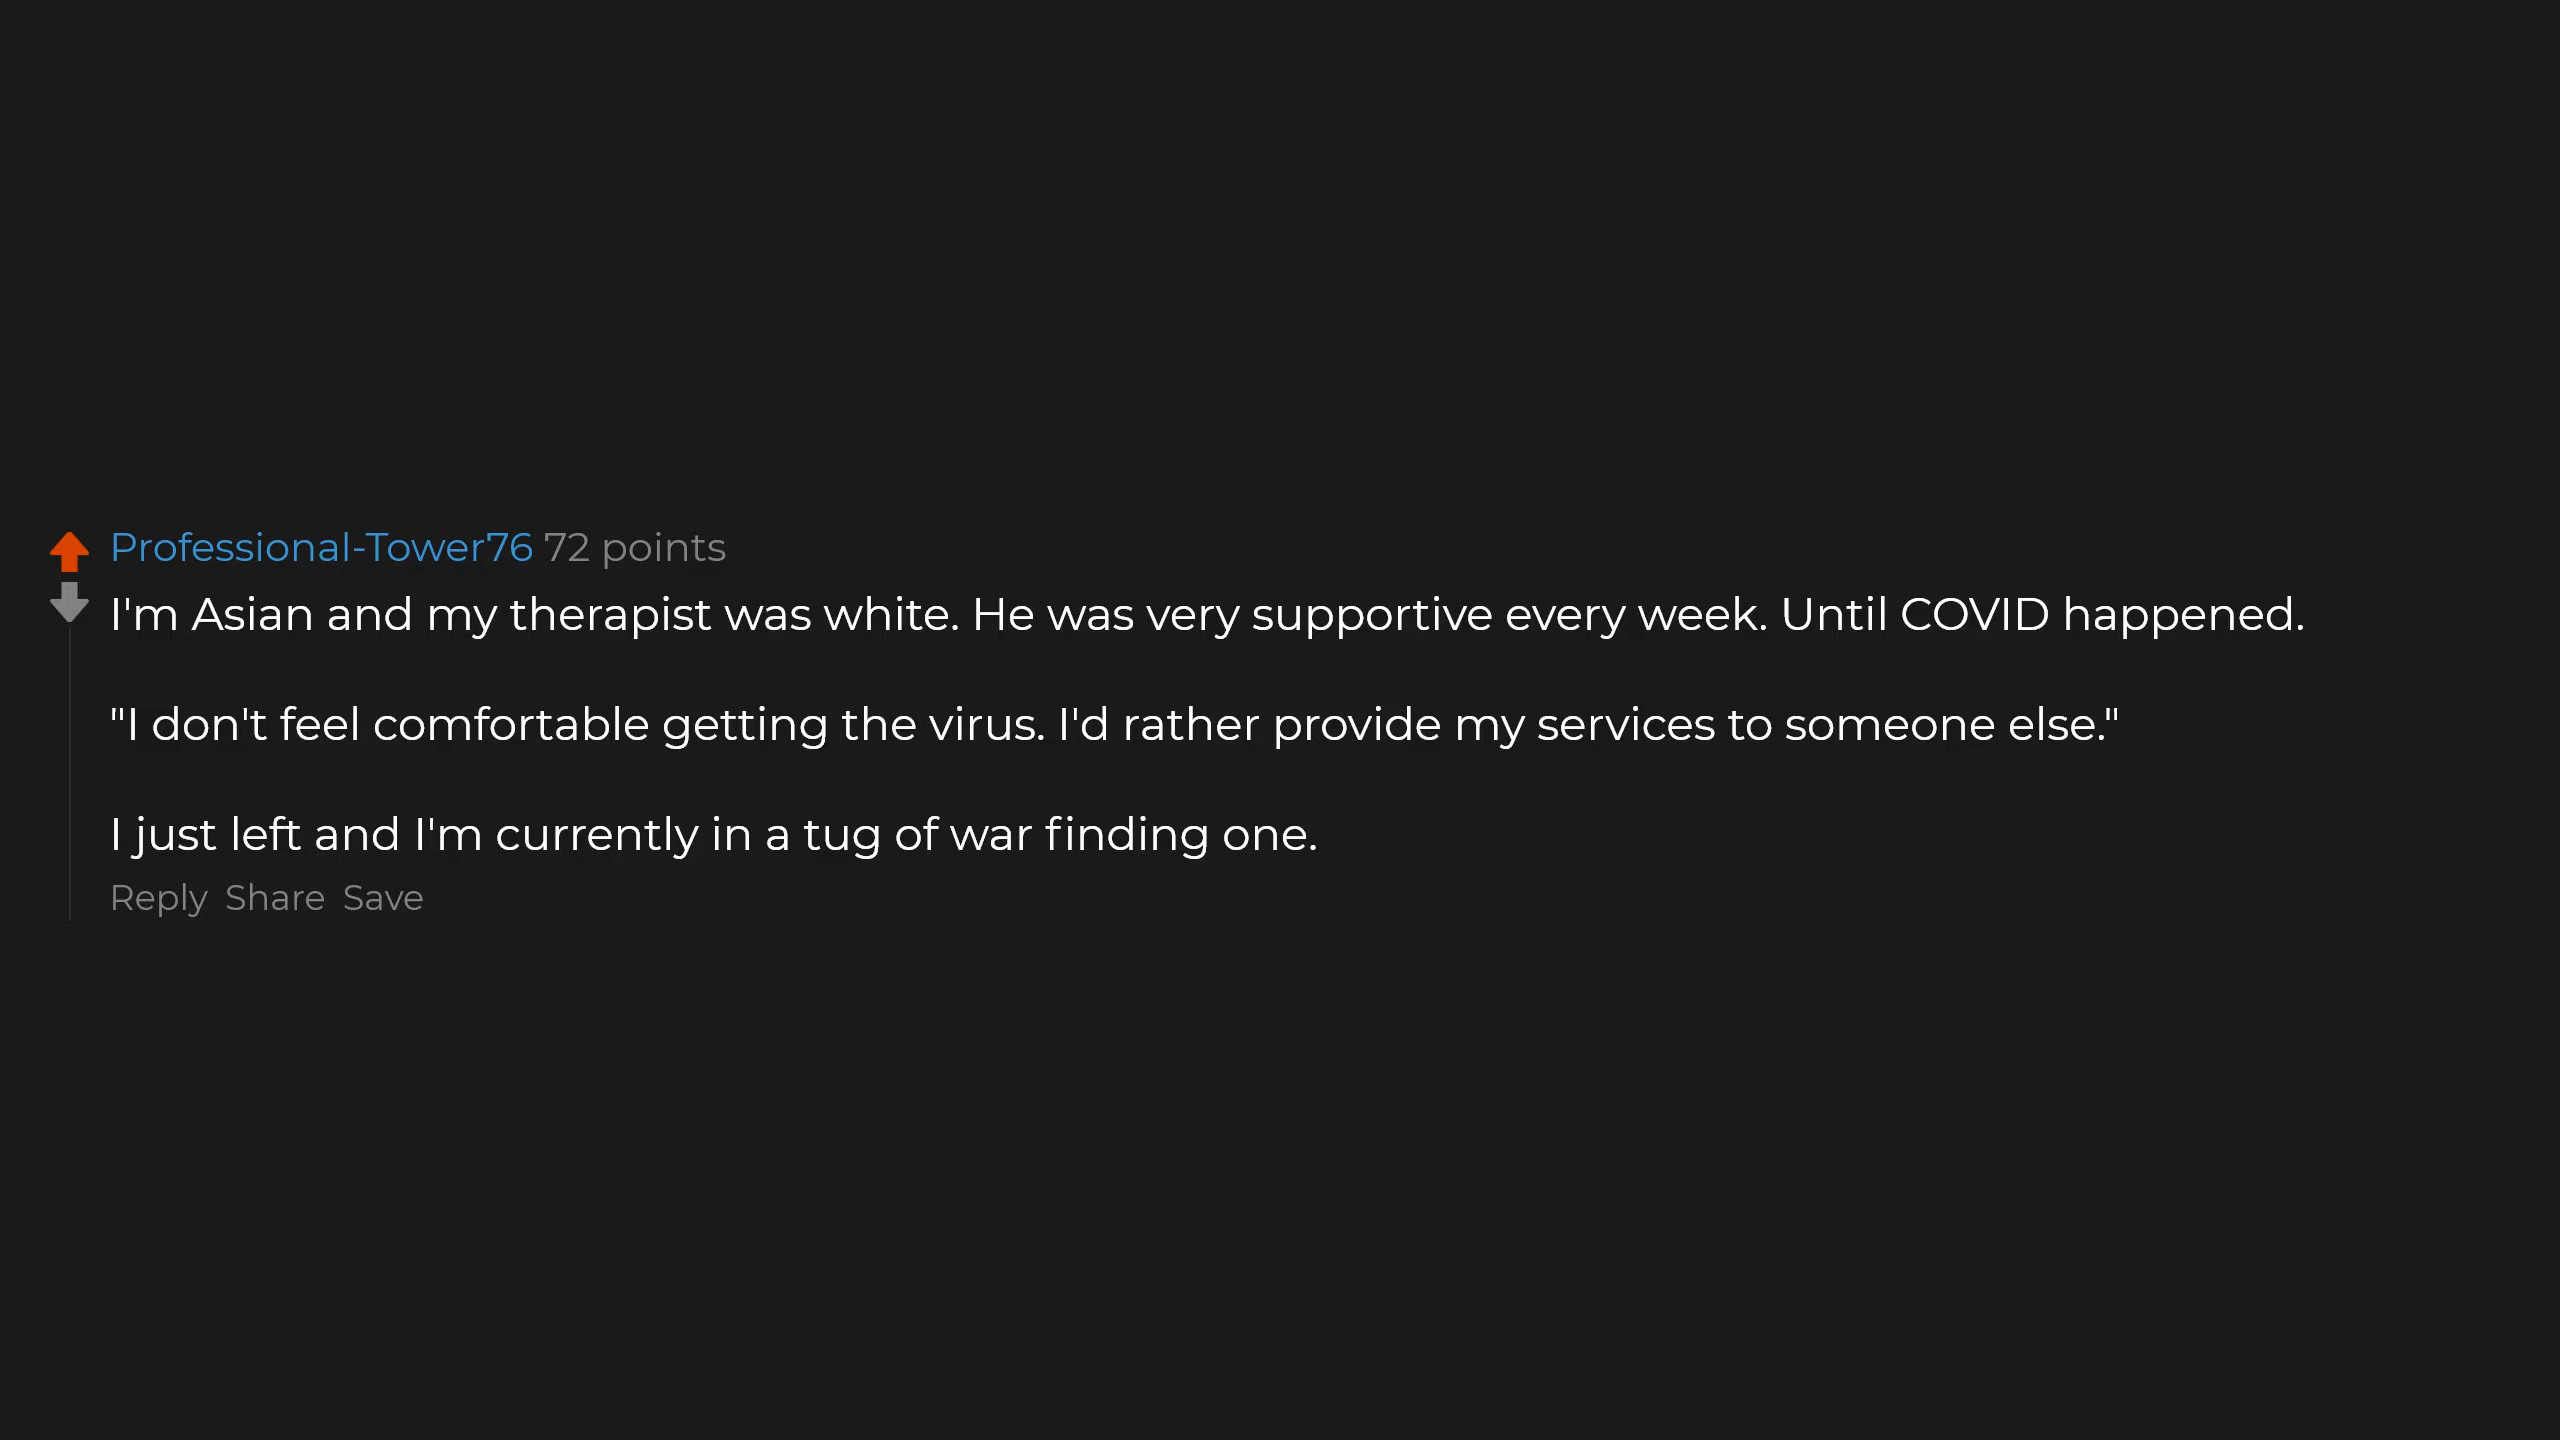 Professional-Tower76 72 points
I'm Asian and my therapist was white. He was very supportive every week. Until COVID happened.
"I don't feel comfortable getting the virus. I'd rather provide my services to someone else."
I just left and I'm currently in a tug of war finding one.
Reply Share Save